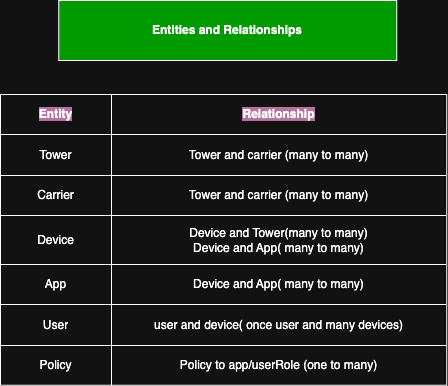 Entities and Relationships
Entity Relationship
Tower Tower and carrier (many to many)
Carrier Tower and carrier (many to many)
Device Device and Tower(many to many)
Device and App( many to many)
App Device and App( many to many)
User user and device( once user and many devices)
Policy Policy to app/userRole (one to many)